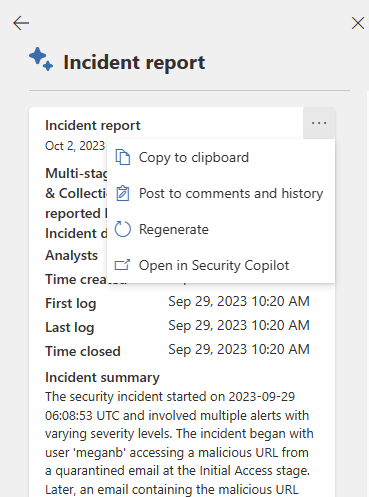 Incident report
Incident report
Oct 2, 2023
Copy to clipboard
Post to comments and history
Regenerate
Open in Security Copilot
Multi-stag
& Collectio
reported
Incident d
Analysts
Time created
First log Sep 29, 2023 10:20 AM
Last log Sep 29, 2023 10:20 AM
Time closed Sep 29, 2023 10:20 AM
Incident summary
The security incident started on 2023-09-29
06:08:53 UTC and involved multiple alerts with
varying severity levels. The incident began with
user 'meganb' accessing a malicious URL from
a quarantined email at the Initial Access stage.
Later, an email containing the malicious URL